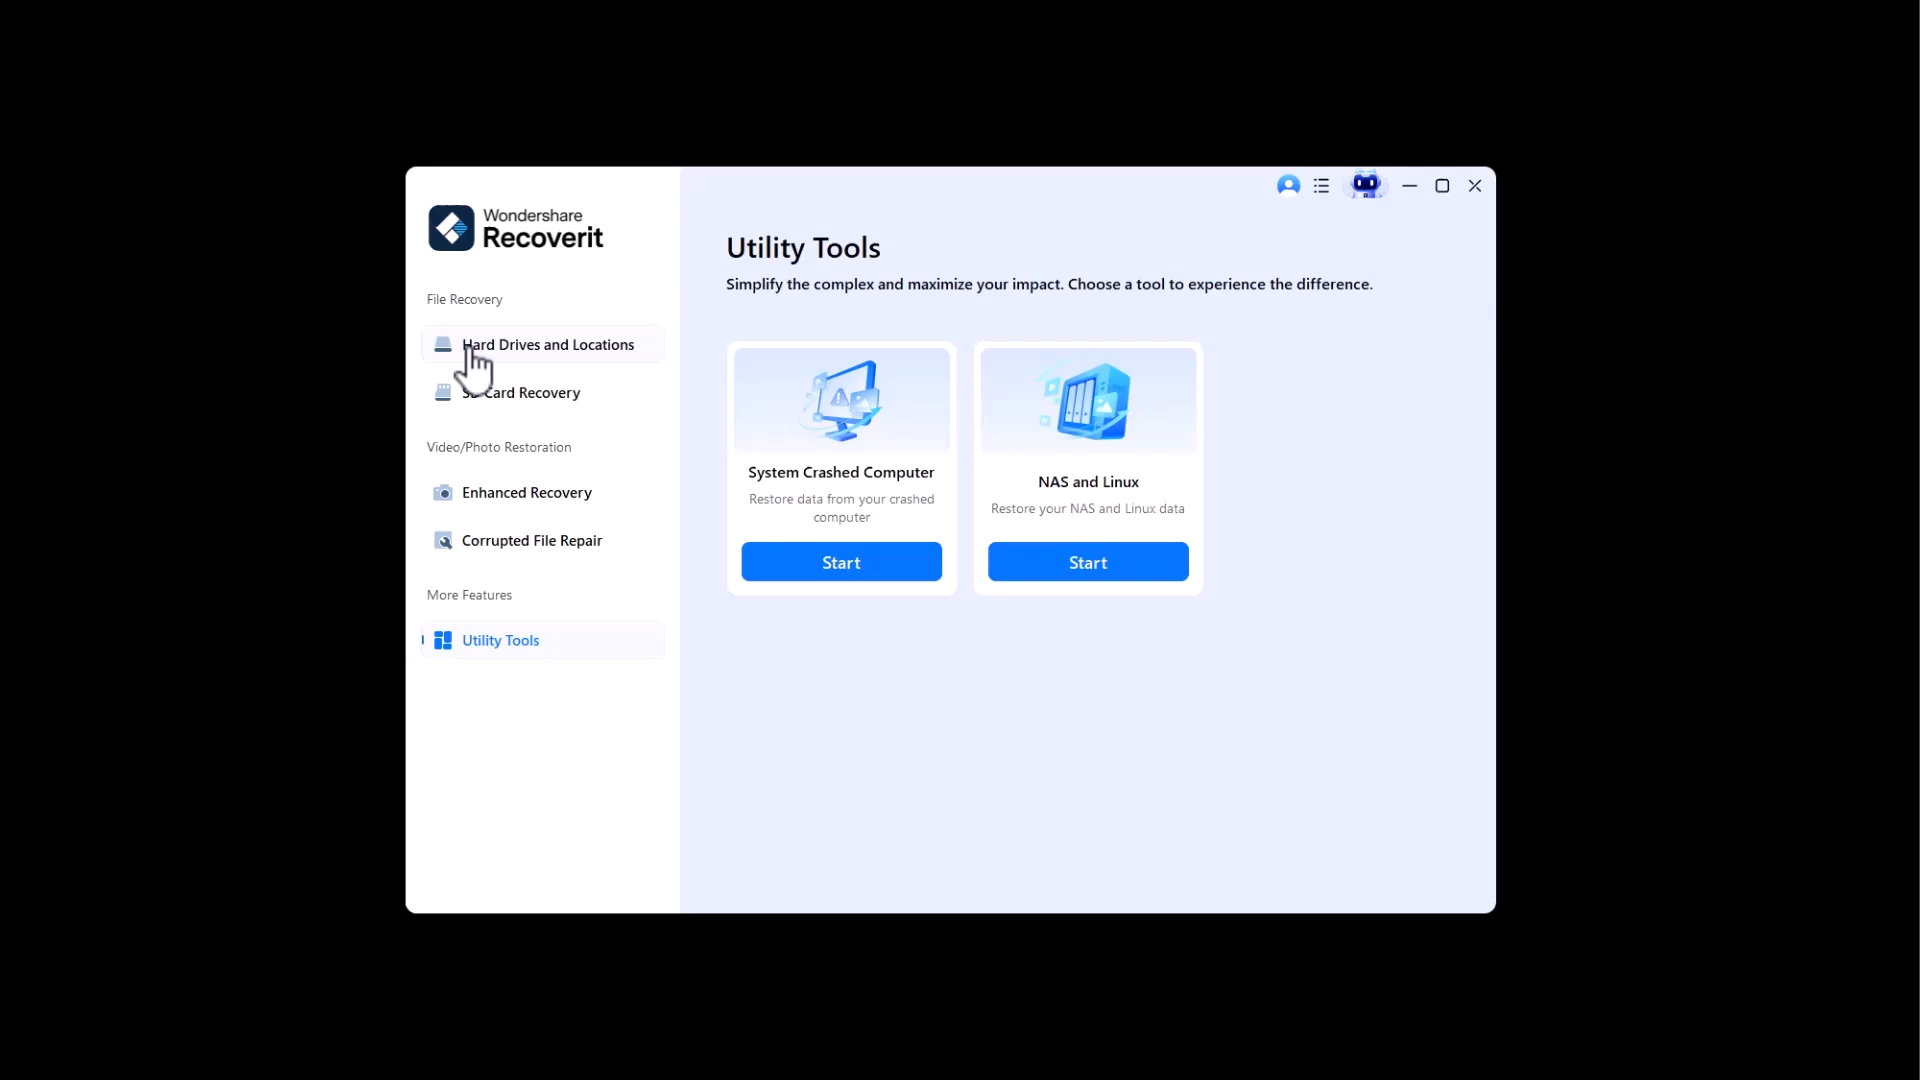 Wondershare
Recoverit
File Recovery
Hard Drives and Locations
SD Card Recovery
Video/Photo Restoration
Enhanced Recovery
Corrupted File Repair
More Features
Utility Tools
Utility Tools
Simplify the complex and maximize your impact. Choose a tool to experience the difference.
System Crashed Computer
Restore data from your crashed
computer
Start
NAS and Linux
Restore your NAS and Linux data
Start